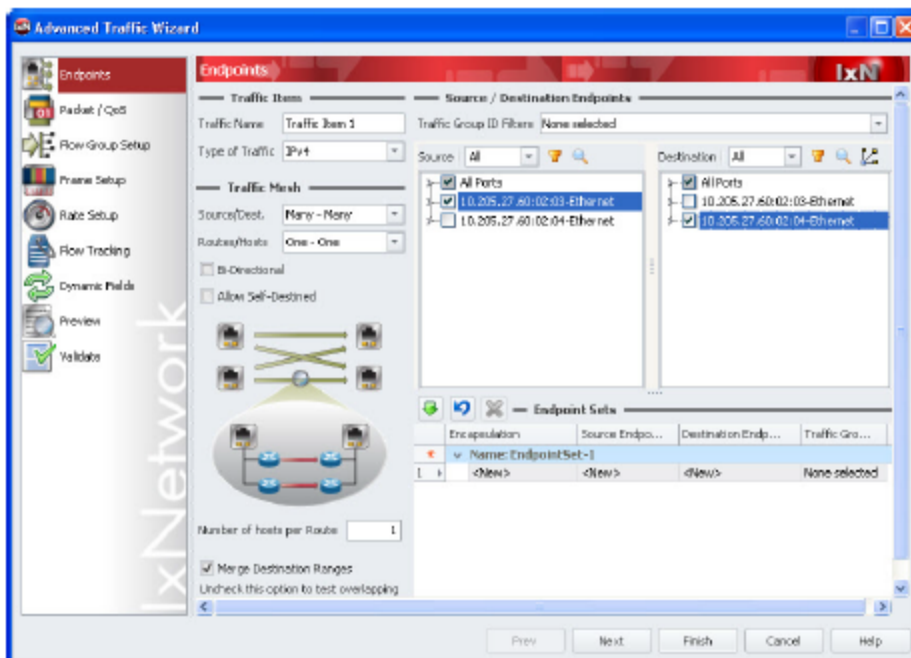 Advanced Traffic Wizard
Endpoints
Packet / QoS
Flow Group Setup
Frame Setup
Rate Setup
Flow Tracking
Dynamic Fields
Preview
Validate
IxNetwork
Endpoints
IxN
Traffic Item
Traffic Name Traffic Item 1
Type of Traffic IPv4
Traffic Mesh
Source/Dest. Many - Many
Routes/Hosts One - One
Bi-Directional
Allow Self-Destined
Number of hosts per Route 1
Merge Destination Ranges
Uncheck this option to test overlapping
Source / Destination Endpoints
Traffic Group ID Filters None selected
Source All
All Ports
10.205.27.60:02:03-Ethernet
10.205.27.60:02:04-Ethernet
Destination All
All Ports
10.205.27.60:02:03-Ethernet
10.205.27.60:02:04-Ethernet
Endpoint Sets
Encapsulation Source Endpo... Destination Endp... Traffic Gro...
Name: EndpointSet-1
1 <New> <New> <New> None selected
Prev Next Finish Cancel Help